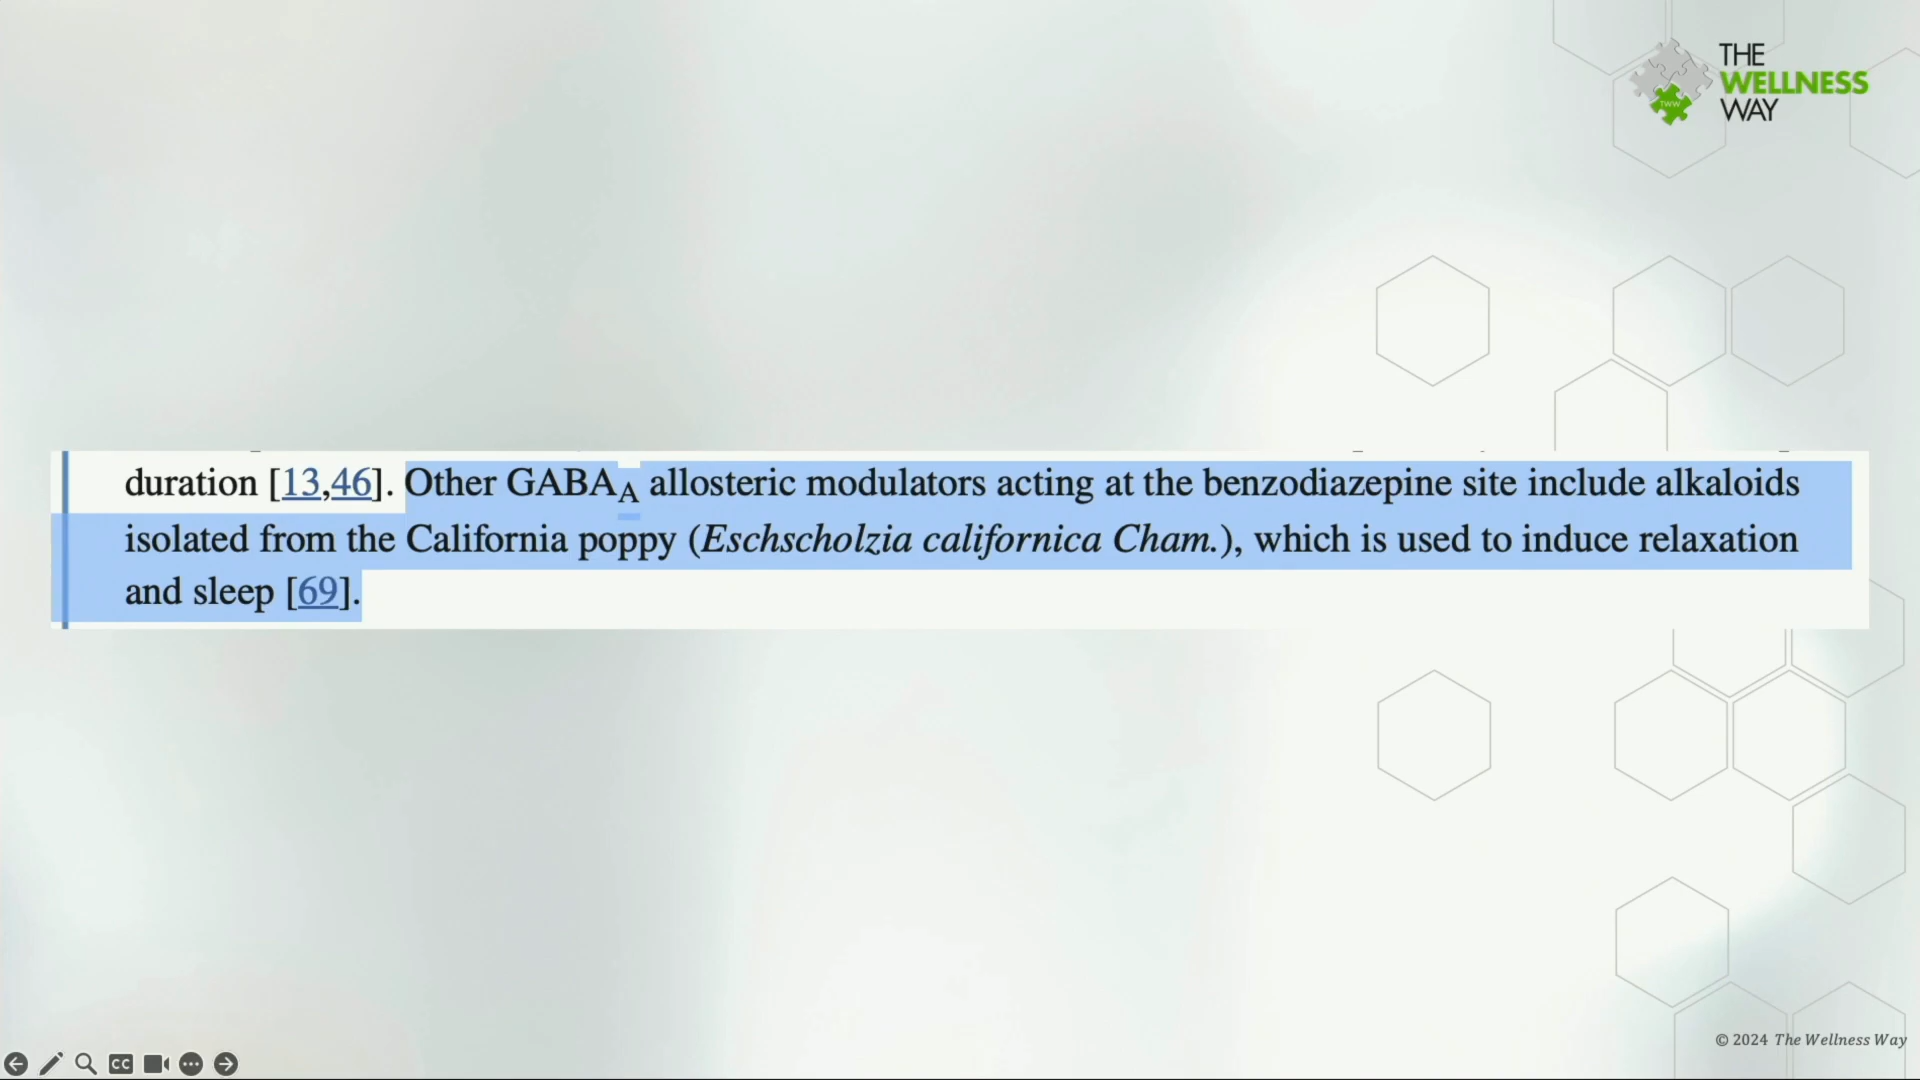 THE
WELLNESS
WAY
TWW
duration [13,46]. Other GABAA allosteric modulators acting at the benzodiazepine site include alkaloids
isolated from the California poppy (Eschscholzia californica Cham.), which is used to induce relaxation
and sleep [69].
© 2024 The Wellness Way
CC